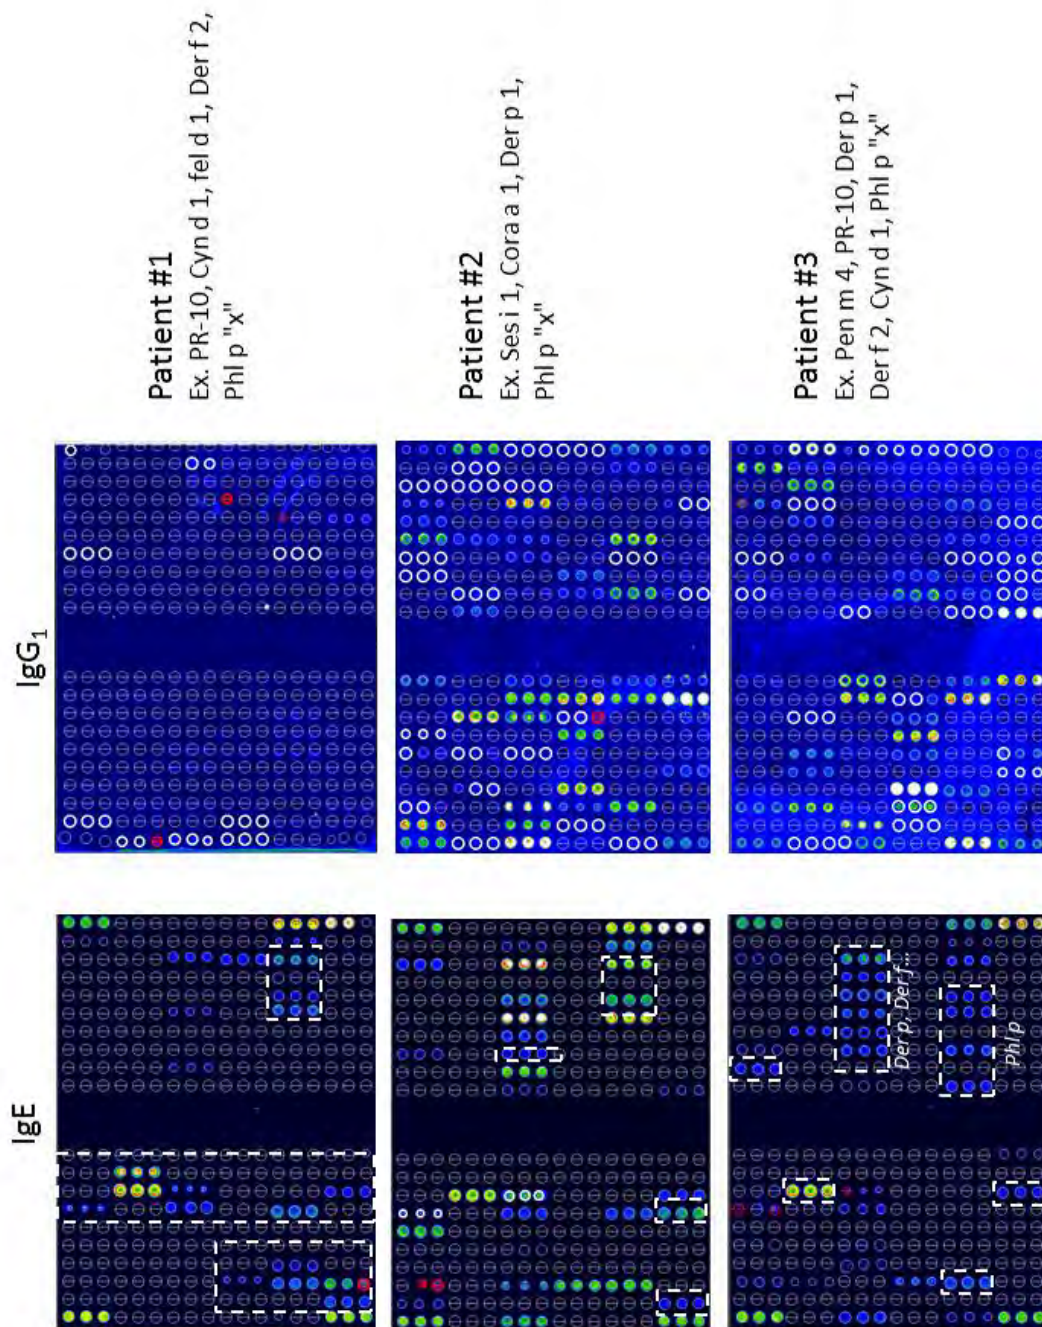 IgE
IgG1
Patient #1
Ex. PR-10, Cyn d 1, fel d 1, Der f 2,
Phl p "x"
Patient #2
Ex. Ses i 1, Cora a 1, Der p 1,
Phl p "x"
Patient #3
Ex. Pen m 4, PR-10, Der p 1,
Der f 2, Cyn d 1, Phl p "x"
Der p, Der f...
Phl p